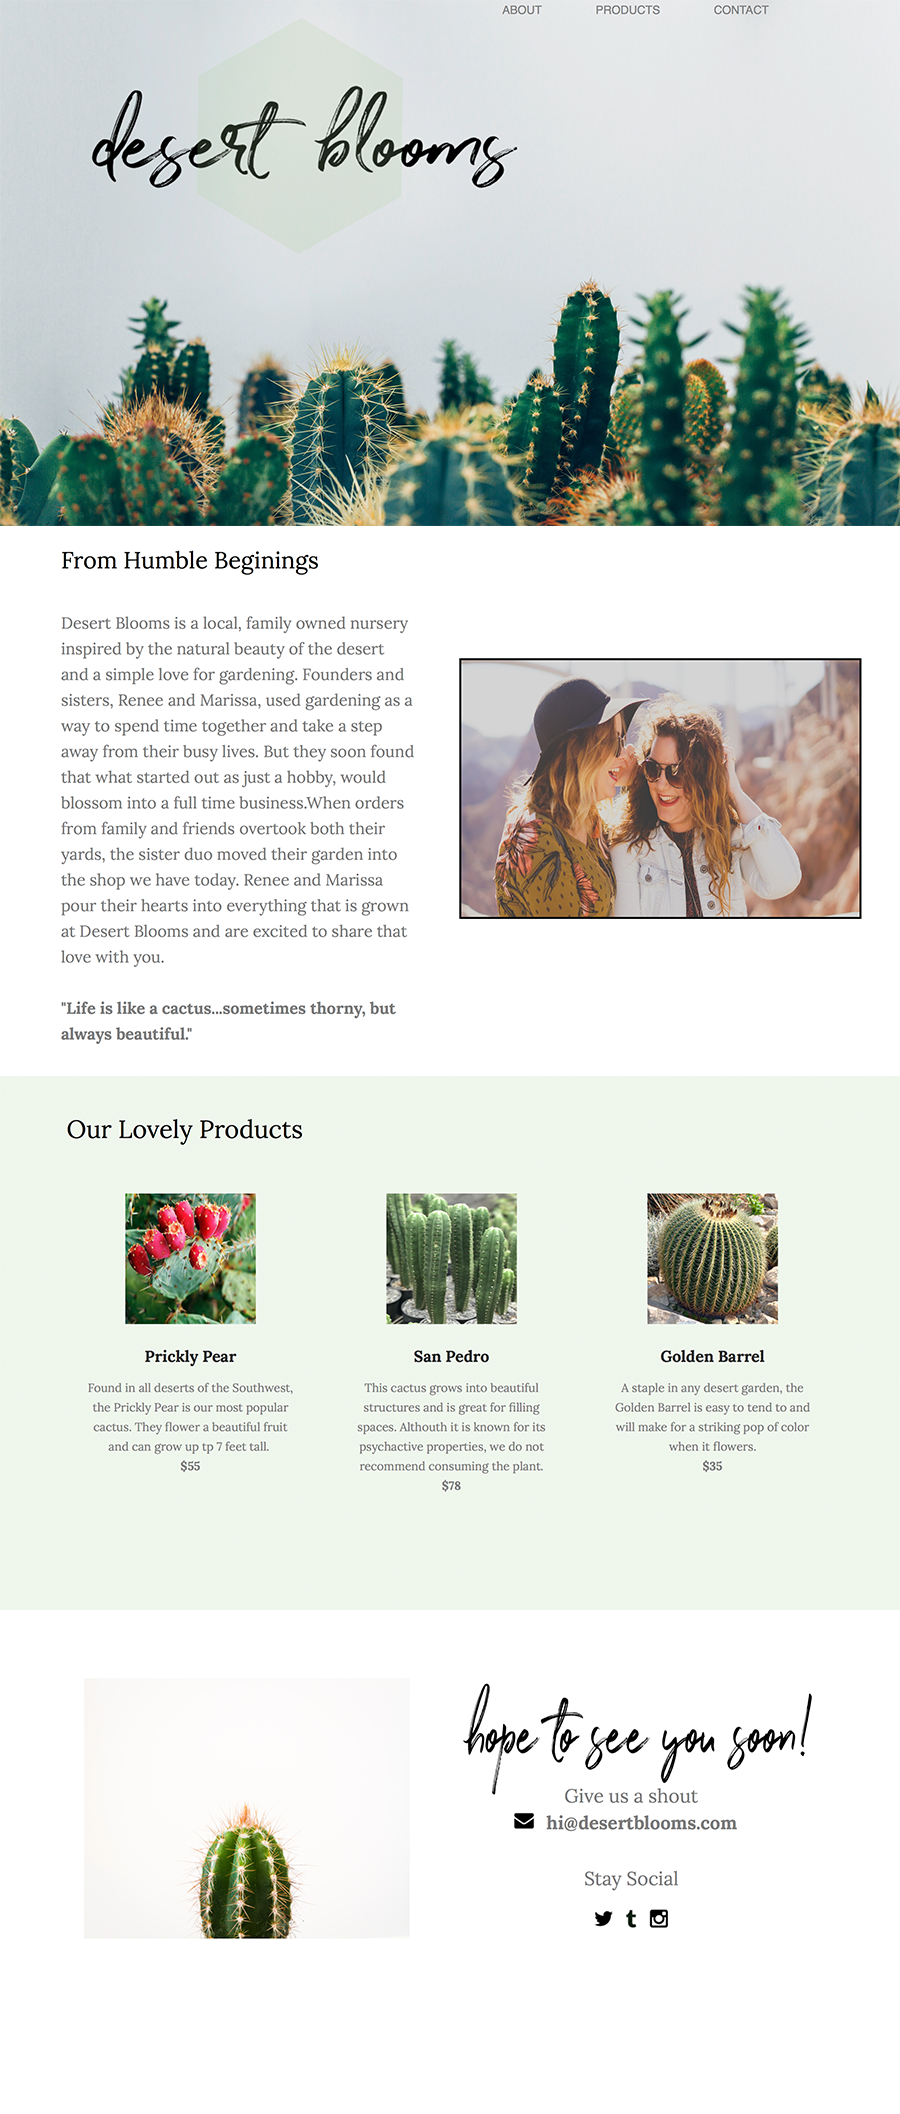 ABOUT PRODUCTS CONTACT
desert blooms
From Humble Beginings
Desert Blooms is a local, family owned nursery
inspired by the natural beauty of the desert
and a simple love for gardening. Founders and
sisters, Renee and Marissa, used gardening as a
way to spend time together and take a step
away from their busy lives. But they soon found
that what started out as just a hobby, would
blossom into a full time business.When orders
from family and friends overtook both their
yards, the sister duo moved their garden into
the shop we have today. Renee and Marissa
pour their hearts into everything that is grown
at Desert Blooms and are excited to share that
love with you.
"Life is like a cactus...sometimes thorny, but
always beautiful."
Our Lovely Products
Prickly Pear
Found in all deserts of the Southwest,
the Prickly Pear is our most popular
cactus. They flower a beautiful fruit
and can grow up tp 7 feet tall.
$55
San Pedro
This cactus grows into beautiful
structures and is great for filling
spaces. Althouth it is known for its
psychactive properties, we do not
recommend consuming the plant.
$78
Golden Barrel
A staple in any desert garden, the
Golden Barrel is easy to tend to and
will make for a striking pop of color
when it flowers.
$35
hope to see you soon!
Give us a shout
hi@desertblooms.com
Stay Social